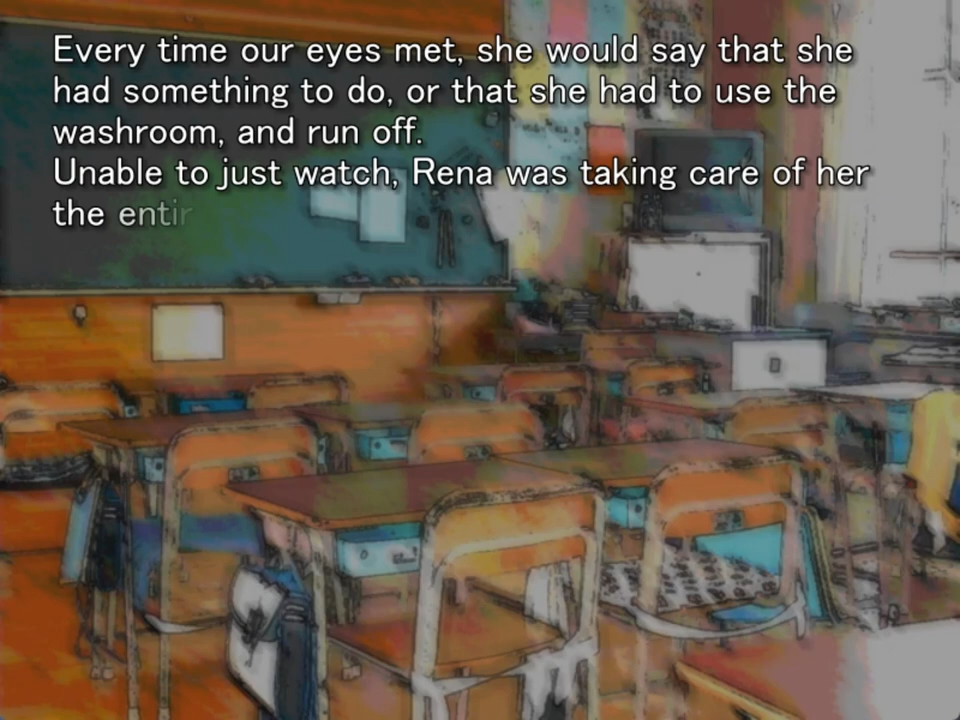 Every time our eyes met, she would say that she
had something to do, or that she had to use the
washroom, and run off.
Unable to just watch, Rena was taking care of her
the entir